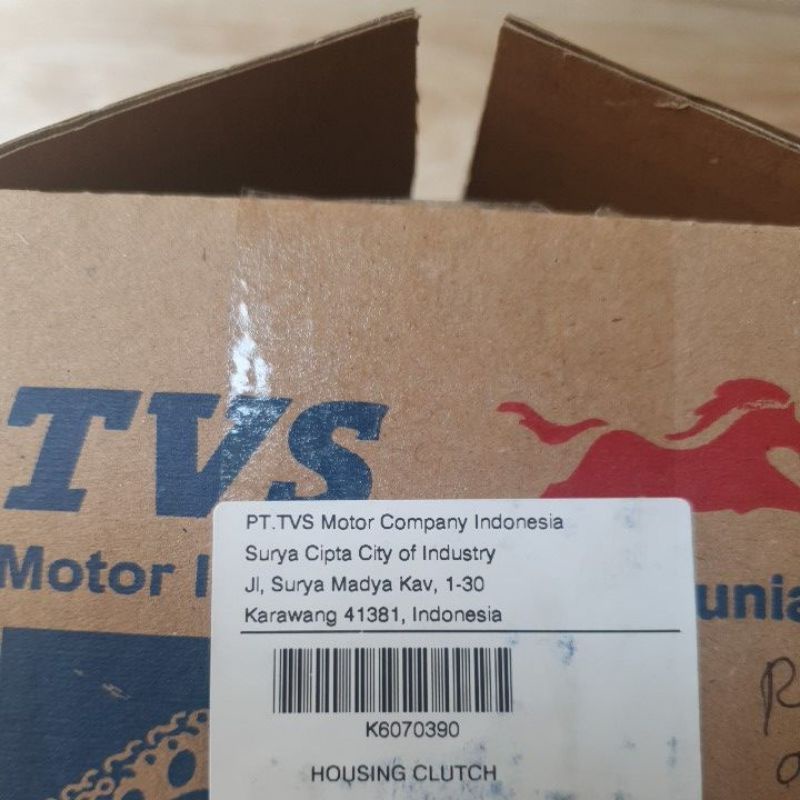 TVS
Motor
PT.TVS Motor Company Indonesia
Surya Cipta City of Industry
Jl, Surya Madya Kav, 1-30
Karawang 41381, Indonesia
K6070390
HOUSING CLUTCH